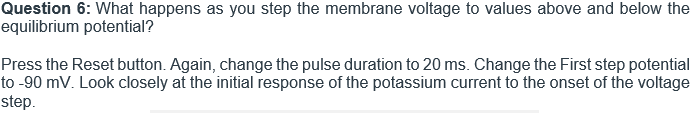 Question 6: What happens as you step the membrane voltage to values above and below the
equilibrium potential?
Press the Reset button. Again, change the pulse duration to 20 ms. Change the First step potential
to -90 mV. Look closely at the initial response of the potassium current to the onset of the voltage
step.